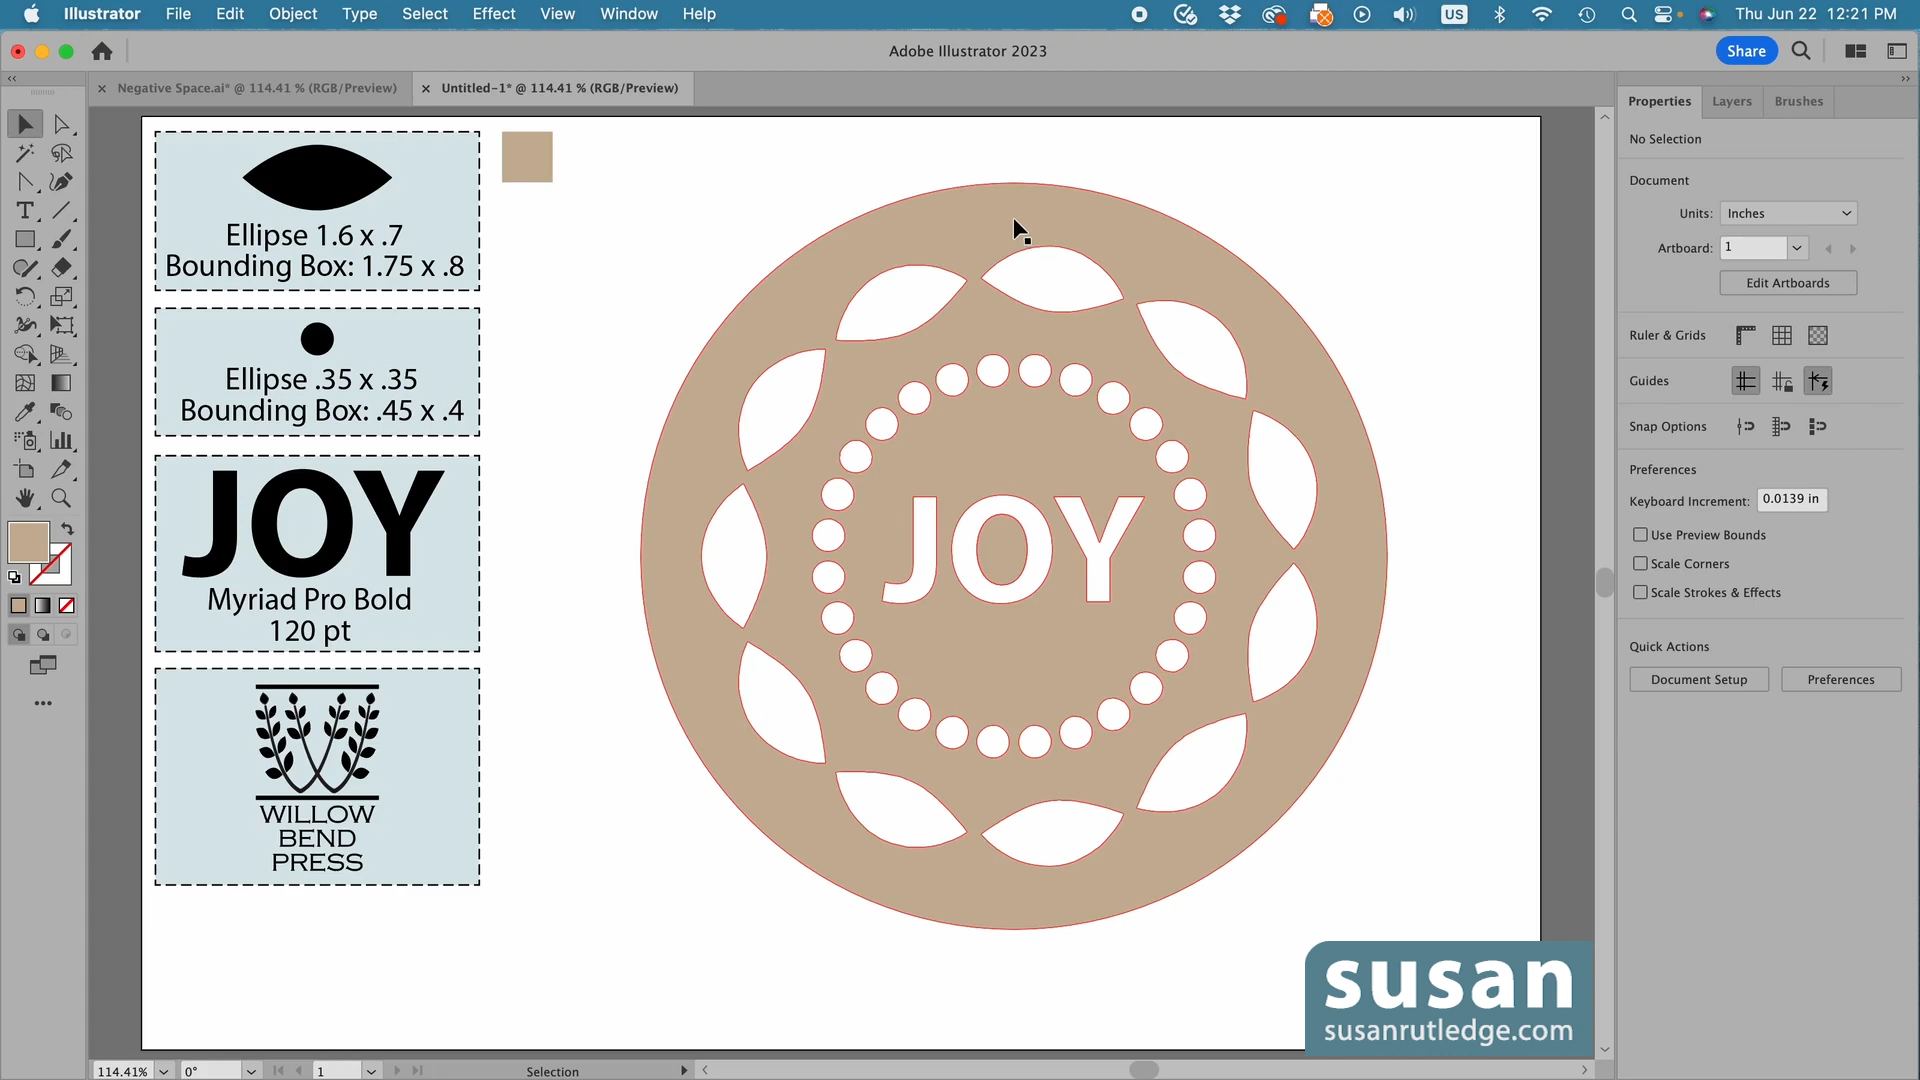 Illustrator File Edit Object Type Select Effect View Window Help
US
Thu Jun 22 12:21 PM
Adobe Illustrator 2023
Share
Negative Space.ai* @ 114.41 % (RGB/Preview)
Untitled-1* @ 114.41 % (RGB/Preview)
Properties Layers Brushes
No Selection
Document
Units: Inches
Artboard: 1
Edit Artboards
Ruler & Grids
Guides
Snap Options
Preferences
Keyboard Increment: 0.0139 in
Use Preview Bounds
Scale Corners
Scale Strokes & Effects
Quick Actions
Document Setup Preferences
Ellipse 1.6 x .7
Bounding Box: 1.75 x .8
Ellipse .35 x .35
Bounding Box: .45 x .4
JOY
Myriad Pro Bold
120 pt
WILLOW
BEND
PRESS
JOY
susan
susanrutledge.com
114.41% 0° 1 Selection